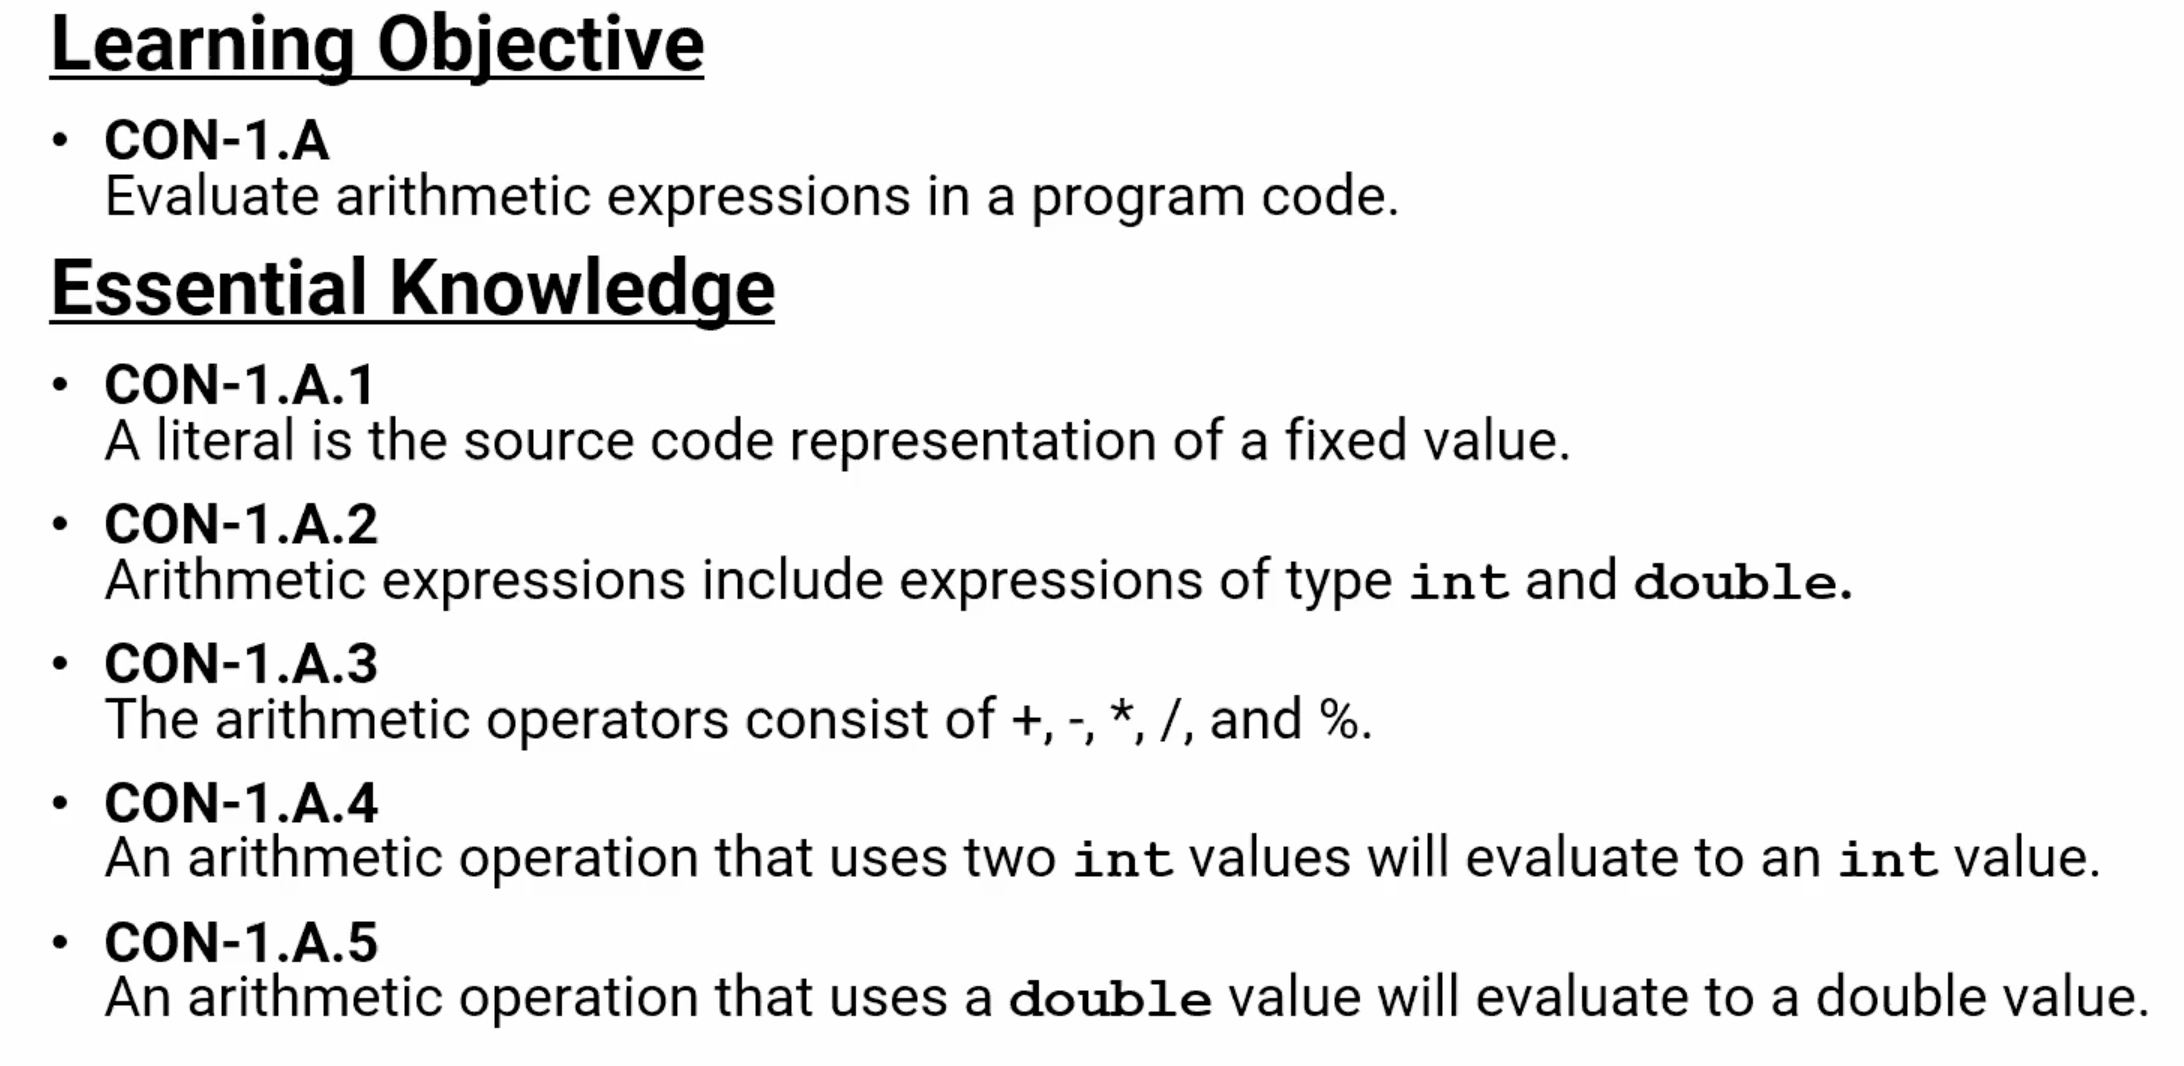 Learning Objective
• CON-1.A
Evaluate arithmetic expressions in a program code.
Essential Knowledge
• CON-1.A.1
A literal is the source code representation of a fixed value.
• CON-1.A.2
Arithmetic expressions include expressions of type int and double.
• CON-1.A.3
The arithmetic operators consist of +, -, *, /, and %.
• CON-1.A.4
An arithmetic operation that uses two int values will evaluate to an int value.
• CON-1.A.5
An arithmetic operation that uses a double value will evaluate to a double value.